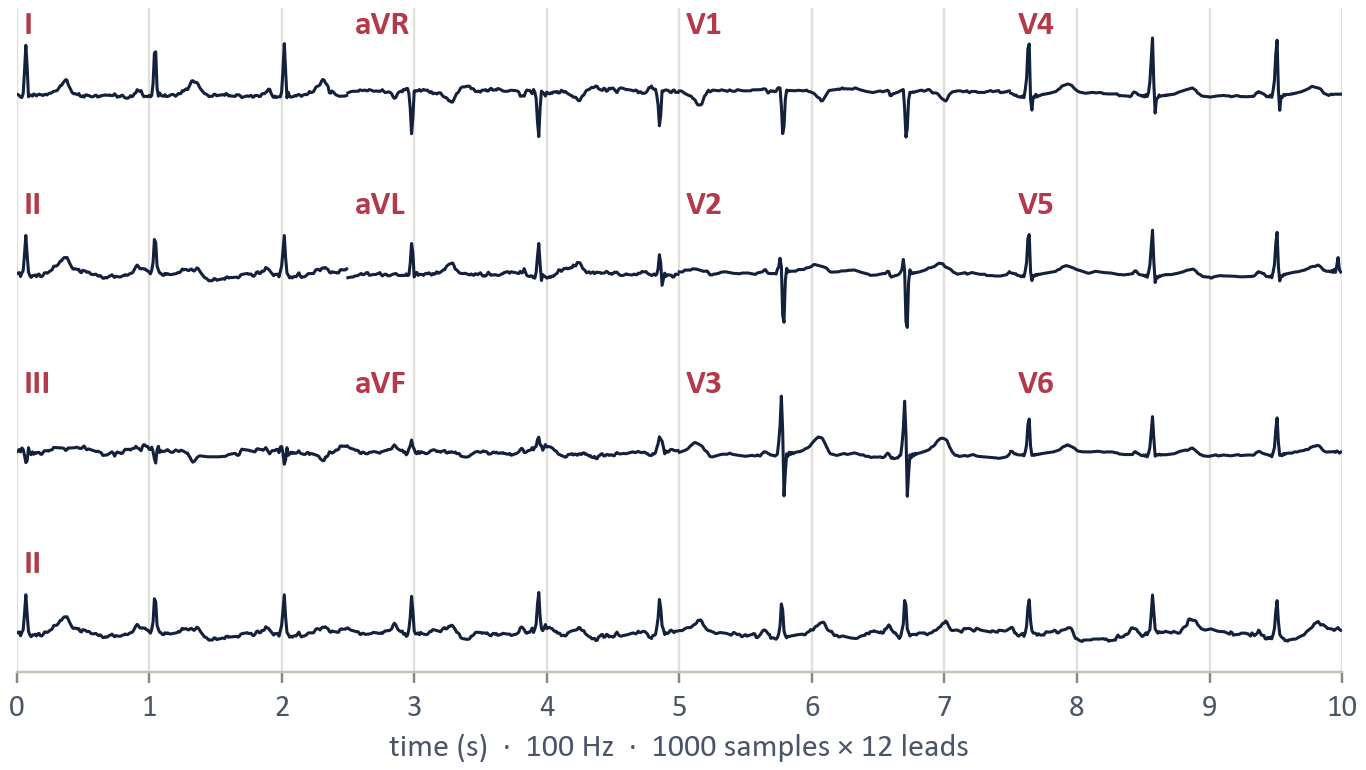 I aVR V1 V4
II aVL V2 V5
III aVF V3 V6
II
0 1 2 3 4 5 6 7 8 9 10
time (s) · 100 Hz · 1000 samples × 12 leads